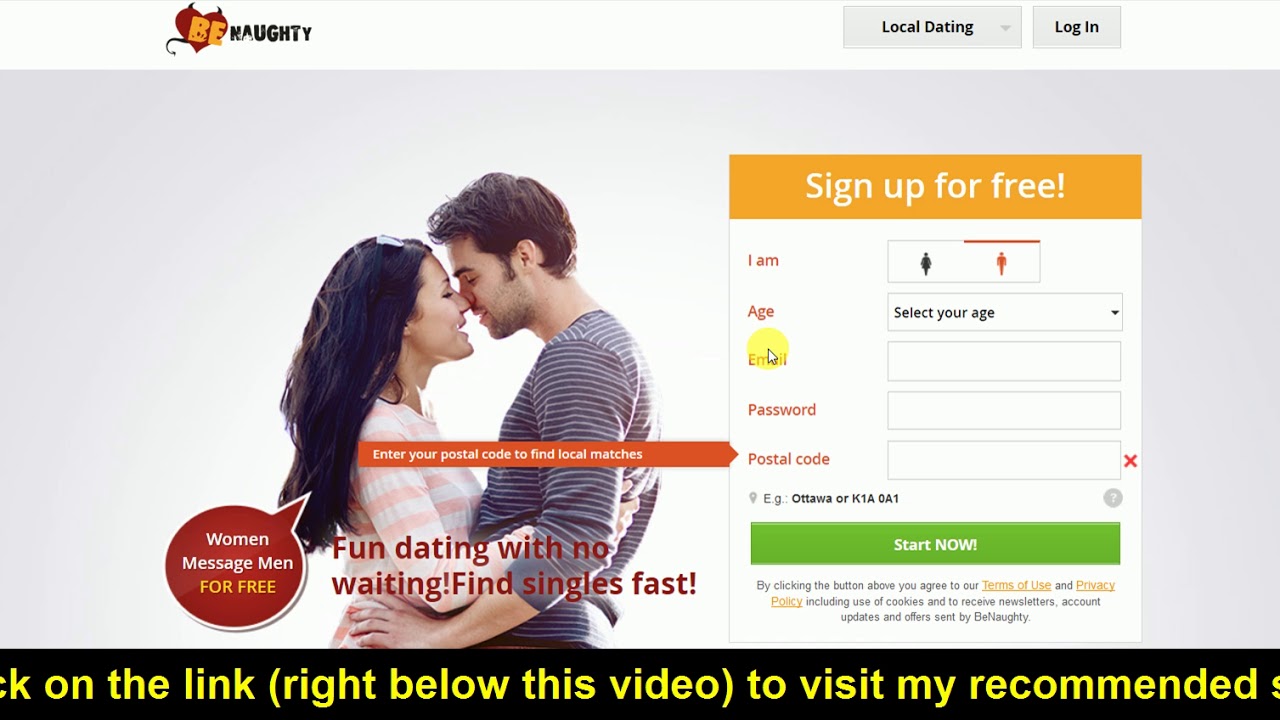 BE NAUGHTY
Local Dating
Log In
Sign up for free!
I am
Age
Select your age
Email
Password
Enter your postal code to find local matches
Postal code
E.g.: Ottawa or K1A 0A1
?
Women
Message Men
FOR FREE
Fun dating with no
waiting!Find singles fast!
Start NOW!
By clicking the button above you agree to our Terms of Use and Privacy
Policy including use of cookies and to receive newsletters, account
updates and offers sent by BeNaughty.
ck on the link (right below this video) to visit my recommended s